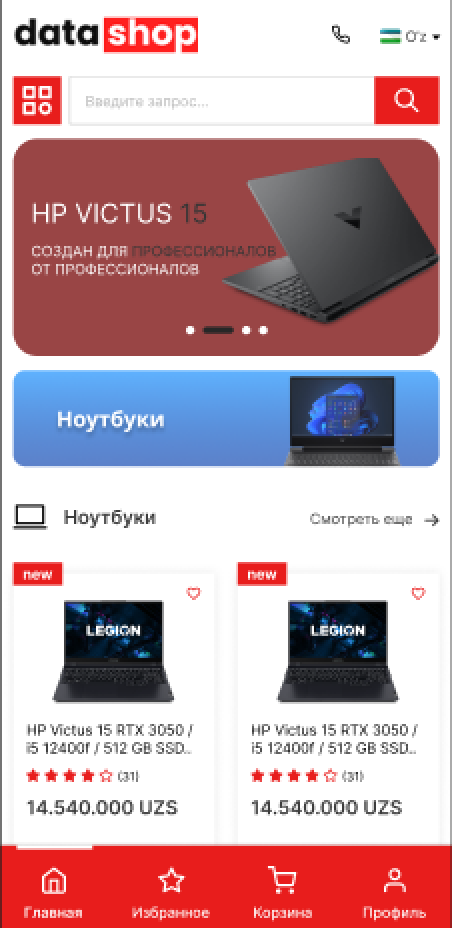 data shop
O'z
Введите запрос...
HP VICTUS 15
СОЗДАН ДЛЯ ПРОФЕССИОНАЛОВ
ОТ ПРОФЕССИОНАЛОВ
Ноутбуки
Ноутбуки
Смотреть еще
new
new
LEGION
LEGION
HP Victus 15 RTX 3050 /
i5 12400f / 512 GB SSD..
HP Victus 15 RTX 3050 /
i5 12400f / 512 GB SSD..
(31)
(31)
14.540.000 UZS
14.540.000 UZS
Главная
Избранное
Корзина
Профиль